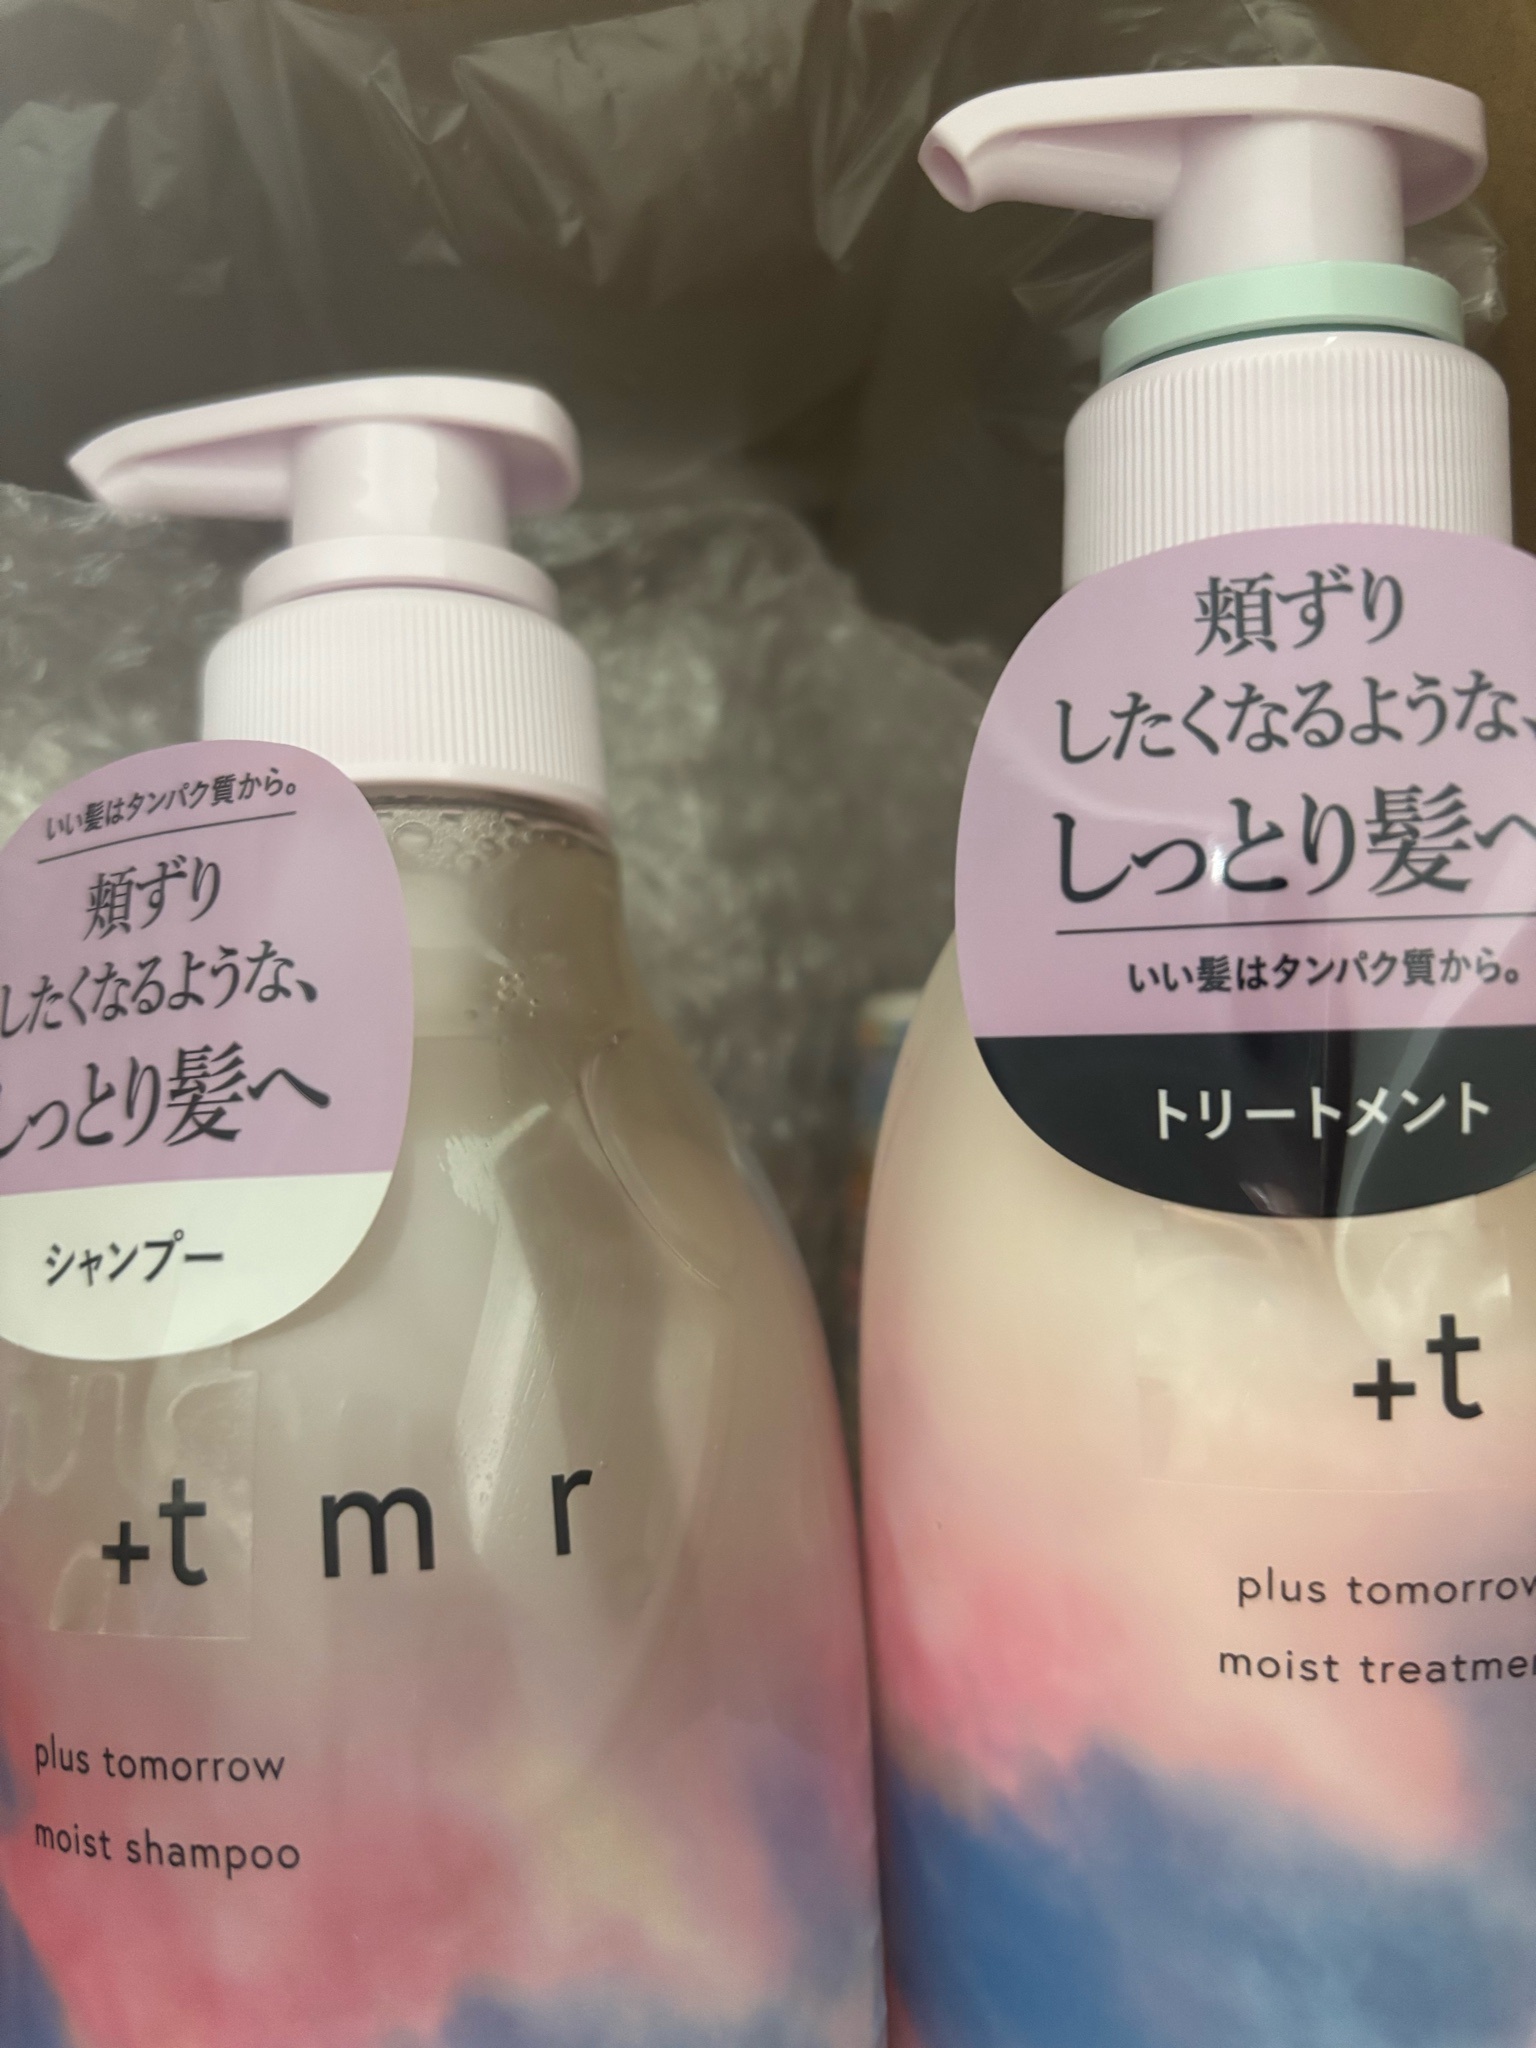 いい髪はタンパク質から。
頬ずり
したくなるような、
しっとり髪へ
シャンプー
+t m r
plus tomorrow
moist shampoo
頬ずり
したくなるような、
しっとり髪へ
いい髪はタンパク質から。
トリートメント
+t
plus tomorrow
moist treatmen